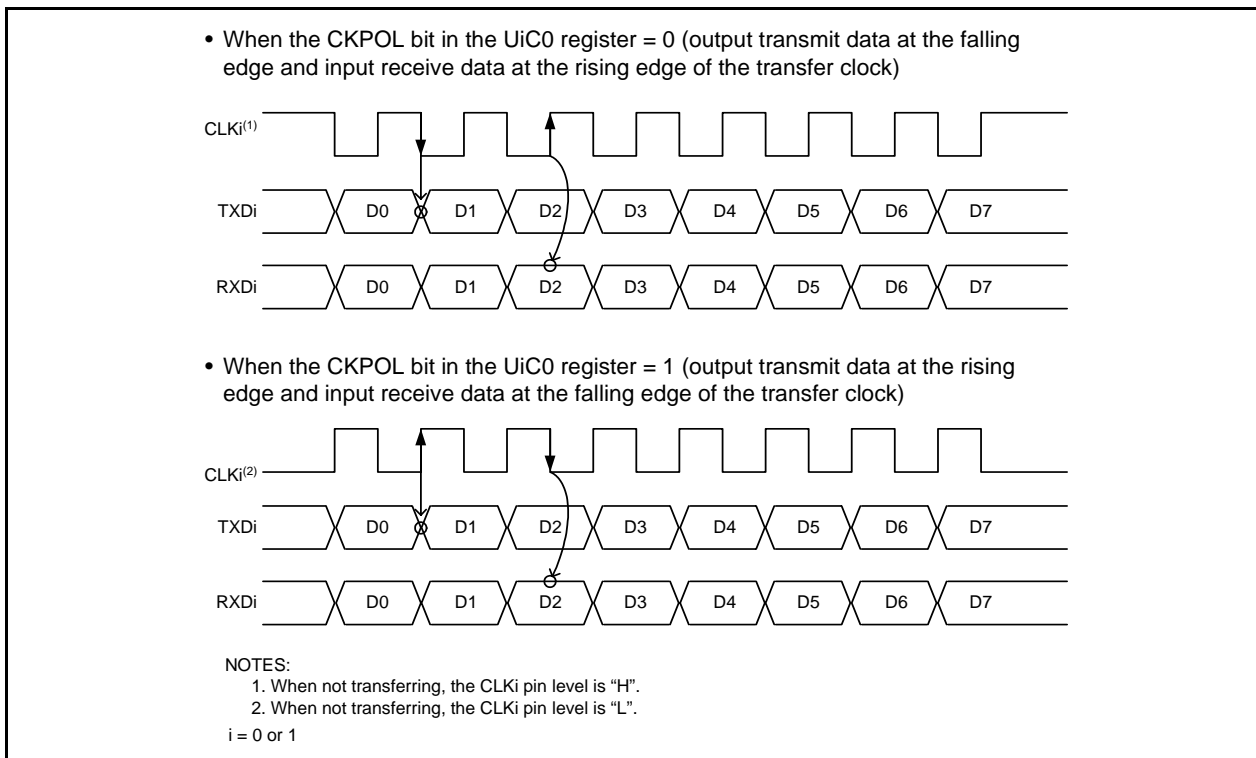 • When the CKPOL bit in the UiC0 register = 0 (output transmit data at the falling
edge and input receive data at the rising edge of the transfer clock)
CLKi(1)
TXDi D0 D1 D2 D3 D4 D5 D6 D7
RXDi D0 D1 D2 D3 D4 D5 D6 D7
• When the CKPOL bit in the UiC0 register = 1 (output transmit data at the rising
edge and input receive data at the falling edge of the transfer clock)
CLKi(2)
TXDi D0 D1 D2 D3 D4 D5 D6 D7
RXDi D0 D1 D2 D3 D4 D5 D6 D7
NOTES:
1. When not transferring, the CLKi pin level is “H”.
2. When not transferring, the CLKi pin level is “L”.
i = 0 or 1